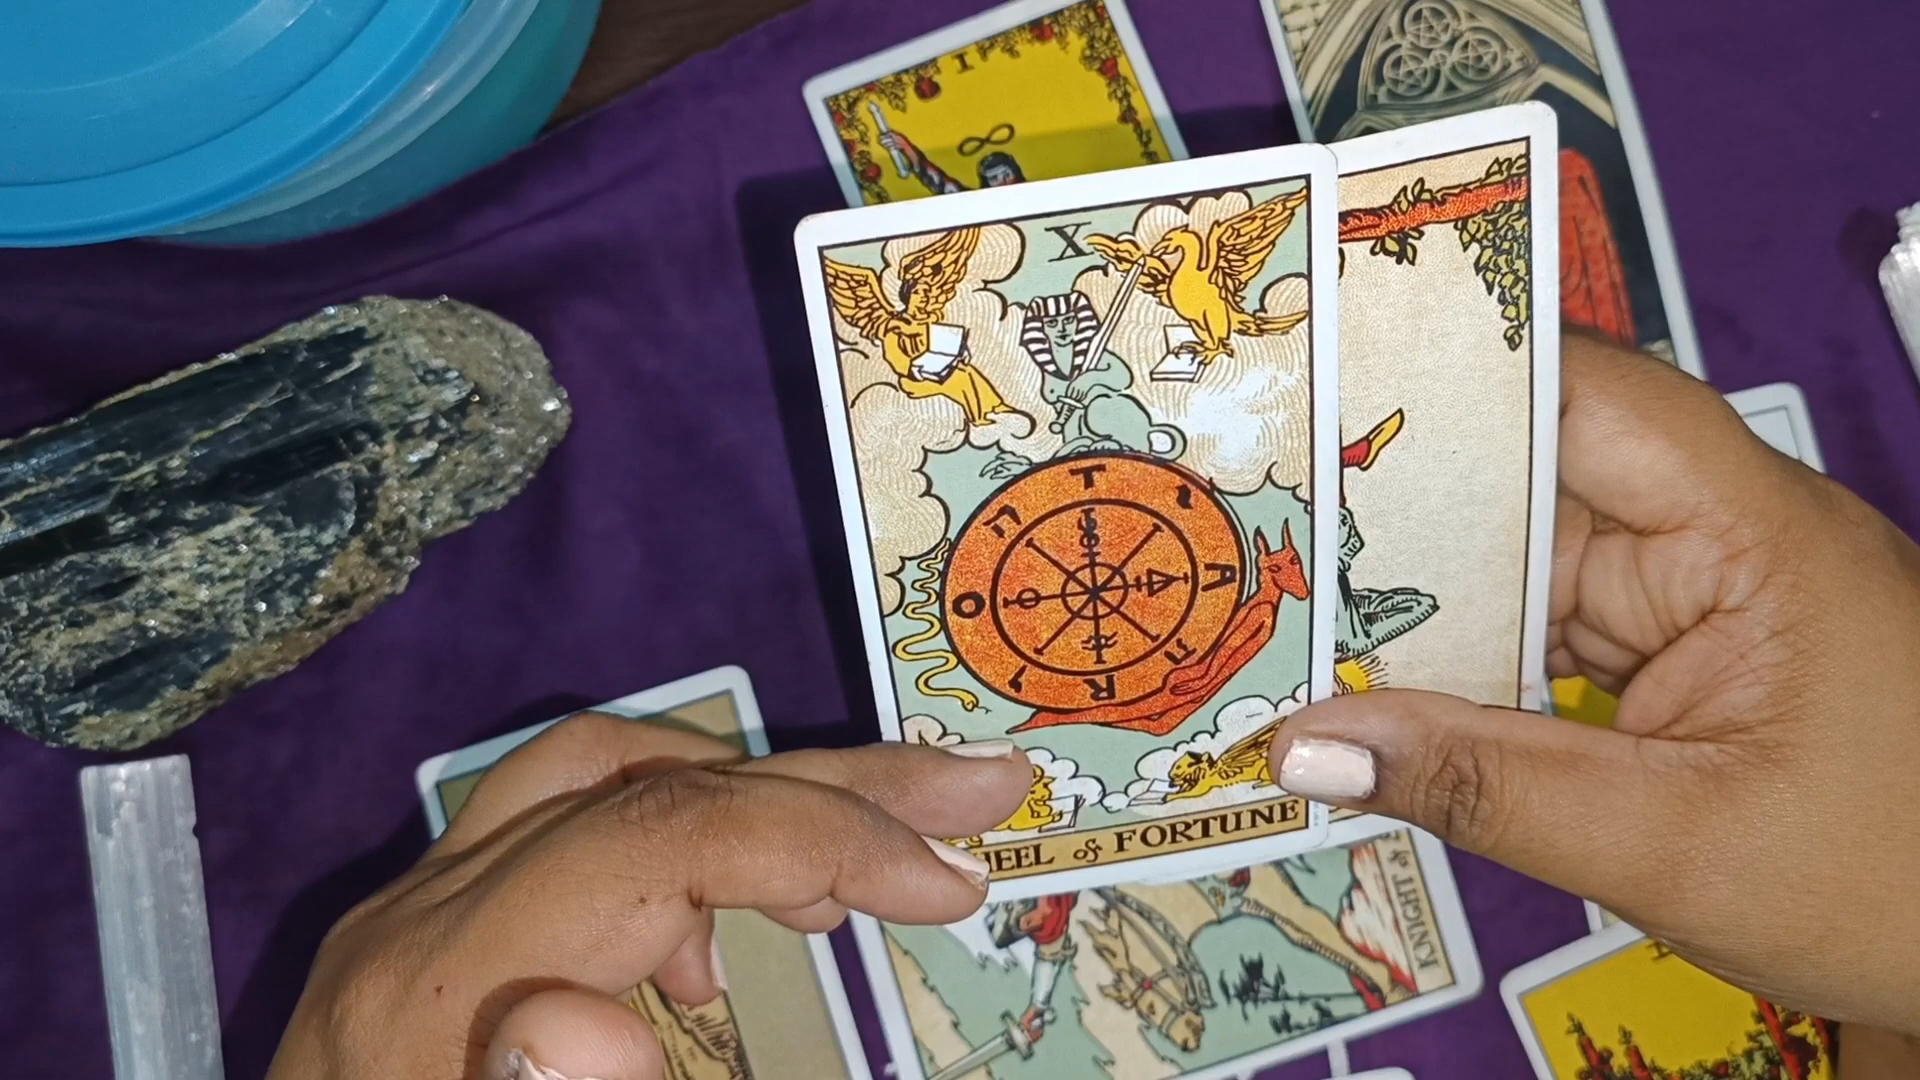 I
X
T
י
A
ה
R
ו
O
ה
HEEL of FORTUNE
KNIGHT of